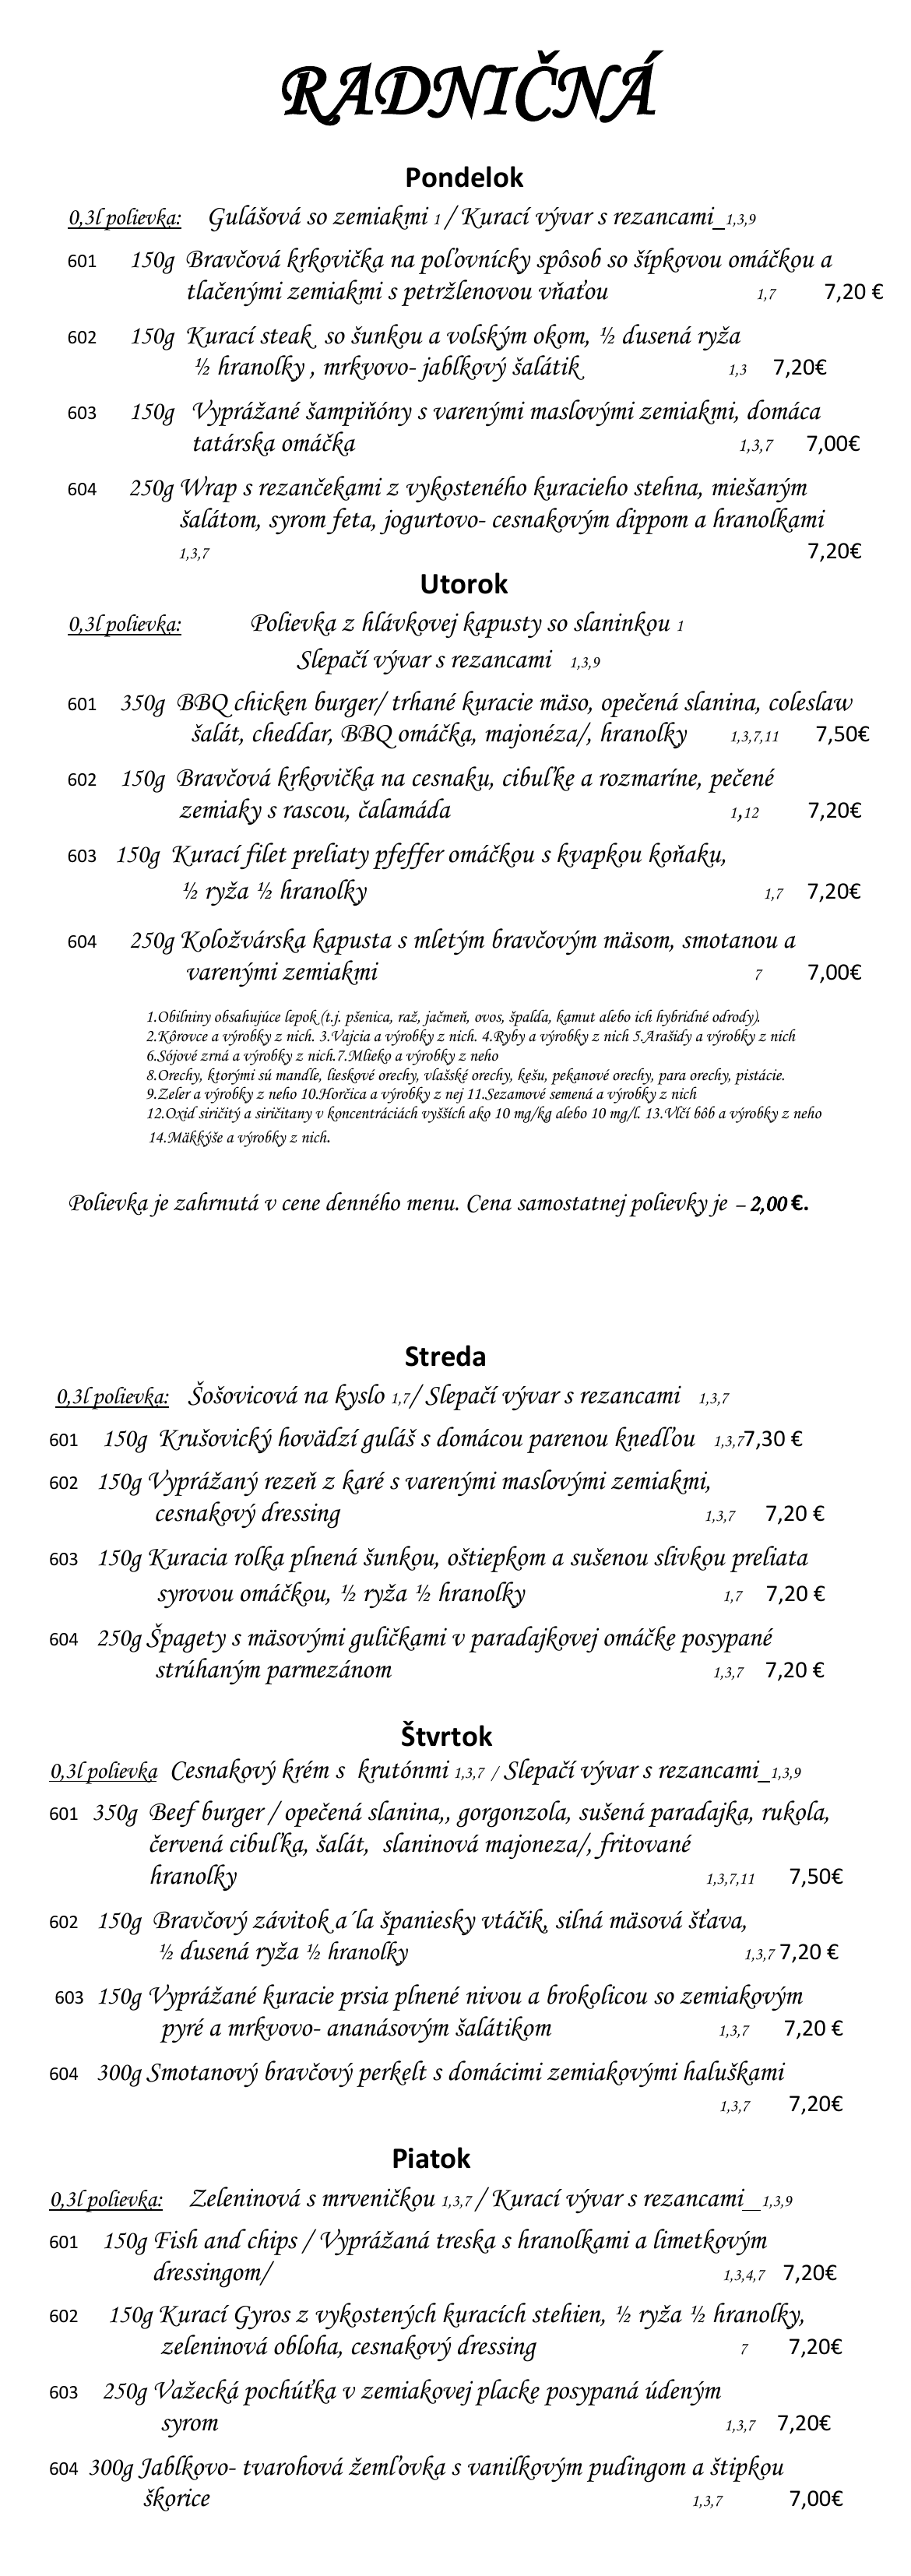 RADNIČNÁ
Pondelok
0,3l polievka: Gulášová so zemiakmi 1 / Kurací vývar s rezancami_1,3,9
601 150g Bravčová krkovička na poľovnícky spôsob so šípkovou omáčkou a
tlačenými zemiakmi s petržlenovou vňaťou 1,7 7,20 €
602 150g Kurací steak so šunkou a volským okom, ½ dusená ryža
½ hranolky , mrkvovo- jablkový šalátik 1,3 7,20€
603 150g Vyprážané šampiňóny s varenými maslovými zemiakmi, domáca
tatárska omáčka 1,3,7 7,00€
604 250g Wrap s rezančekami z vykosteného kuracieho stehna, miešaným
šalátom, syrom feta, jogurtovo- cesnakovým dippom a hranolkami
1,3,7 7,20€
Utorok
0,3l polievka: Polievka z hlávkovej kapusty so slaninkou 1
Slepačí vývar s rezancami 1,3,9
601 350g BBQ chicken burger/ trhané kuracie mäso, opečená slanina, coleslaw
šalát, cheddar, BBQ omáčka, majonéza/, hranolky 1,3,7,11 7,50€
602 150g Bravčová krkovička na cesnaku, cibuľke a rozmaríne, pečené
zemiaky s rascou, čalamáda 1,12 7,20€
603 150g Kurací filet preliaty pfeffer omáčkou s kvapkou koňaku,
½ ryža ½ hranolky 1,7 7,20€
604 250g Koložvárska kapusta s mletým bravčovým mäsom, smotanou a
varenými zemiakmi 7 7,00€
1.Obilniny obsahujúce lepok (t.j. pšenica, raž, jačmeň, ovos, špalda, kamut alebo ich hybridné odrody).
2.Kôrovce a výrobky z nich. 3.Vajcia a výrobky z nich. 4.Ryby a výrobky z nich 5.Arašidy a výrobky z nich
6.Sójové zrná a výrobky z nich.7.Mlieko a výrobky z neho
8.Orechy, ktorými sú mandle, lieskové orechy, vlašské orechy, kešu, pekanové orechy, para orechy, pistácie.
9.Zeler a výrobky z neho 10.Horčica a výrobky z nej 11.Sezamové semená a výrobky z nich
12.Oxid siričitý a siričitany v koncentráciách vyšších ako 10 mg/kg alebo 10 mg/l. 13.Vlčí bôb a výrobky z neho
14.Mäkkýše a výrobky z nich.
Polievka je zahrnutá v cene denného menu. Cena samostatnej polievky je – 2,00 €.
Streda
0,3l polievka: Šošovicová na kyslo 1,7/ Slepačí vývar s rezancami 1,3,7
601 150g Krušovický hovädzí guláš s domácou parenou knedľou 1,3,77,30 €
602 150g Vyprážaný rezeň z karé s varenými maslovými zemiakmi,
cesnakový dressing 1,3,7 7,20 €
603 150g Kuracia rolka plnená šunkou, oštiepkom a sušenou slivkou preliata
syrovou omáčkou, ½ ryža ½ hranolky 1,7 7,20 €
604 250g Špagety s mäsovými guličkami v paradajkovej omáčke posypané
strúhaným parmezánom 1,3,7 7,20 €
Štvrtok
0,3l polievka Cesnakový krém s krutónmi 1,3,7 / Slepačí vývar s rezancami_1,3,9
601 350g Beef burger / opečená slanina,, gorgonzola, sušená paradajka, rukola,
červená cibuľka, šalát, slaninová majoneza/, fritované
hranolky 1,3,7,11 7,50€
602 150g Bravčový závitok a´la španiesky vtáčik, silná mäsová šťava,
½ dusená ryža ½ hranolky 1,3,7 7,20 €
603 150g Vyprážané kuracie prsia plnené nivou a brokolicou so zemiakovým
pyré a mrkvovo- ananásovým šalátikom 1,3,7 7,20 €
604 300g Smotanový bravčový perkelt s domácimi zemiakovými haluškami
1,3,7 7,20€
Piatok
0,3l polievka: Zeleninová s mrveničkou 1,3,7 / Kurací vývar s rezancami_1,3,9
601 150g Fish and chips / Vyprážaná treska s hranolkami a limetkovým
dressingom/ 1,3,4,7 7,20€
602 150g Kurací Gyros z vykostených kuracích stehien, ½ ryža ½ hranolky,
zeleninová obloha, cesnakový dressing 7 7,20€
603 250g Važecká pochúťka v zemiakovej placke posypaná údeným
syrom 1,3,7 7,20€
604 300g Jablkovo- tvarohová žemľovka s vanilkovým pudingom a štipkou
škorice 1,3,7 7,00€